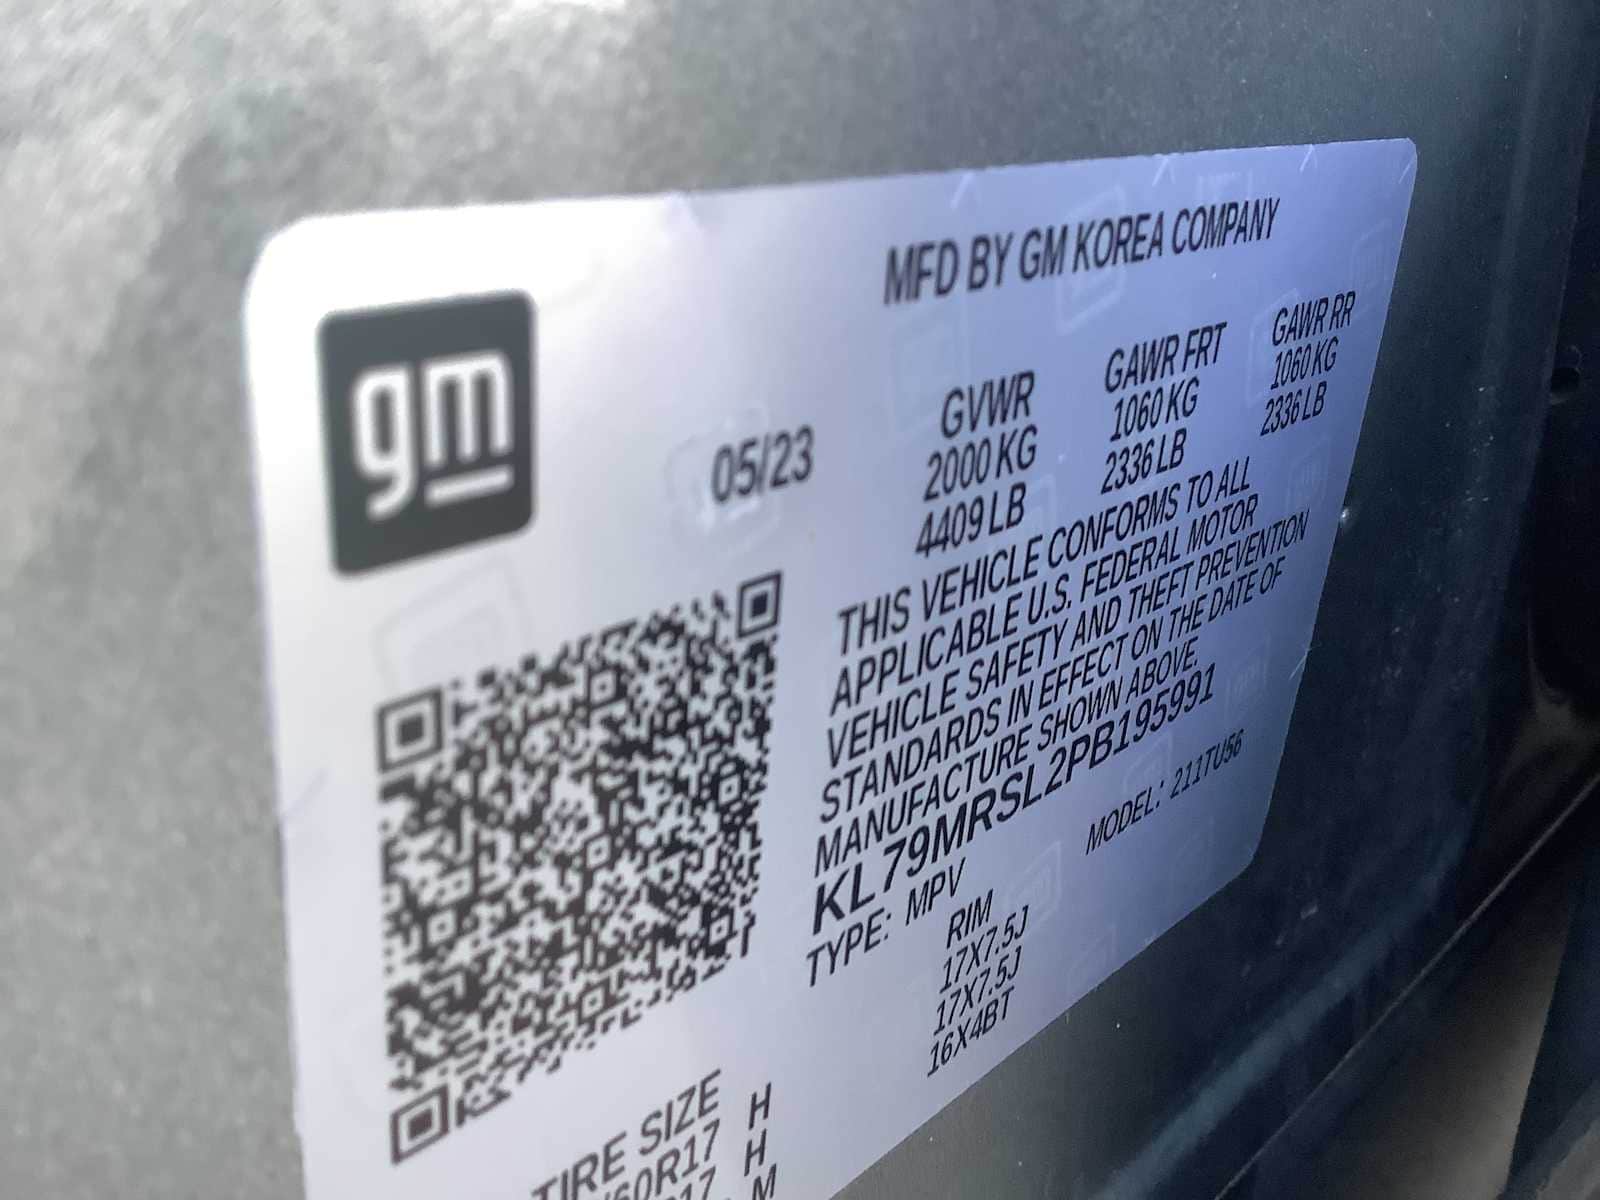 gm
MFD BY GM KOREA COMPANY
05/23
GVWR GAWR FRT GAWR RR
2000 KG 1060 KG 1060 KG
4409 LB 2336 LB 2336 LB
THIS VEHICLE CONFORMS TO ALL
APPLICABLE U.S. FEDERAL MOTOR
VEHICLE SAFETY AND THEFT PREVENTION
STANDARDS IN EFFECT ON THE DATE OF
MANUFACTURE SHOWN ABOVE.
KL79MRSL2PB195991
TYPE: MPV MODEL: 211TU56
TIRE SIZE RIM
/60R17 H 17X7.5J
R17 H 17X7.5J
M 16X4BT